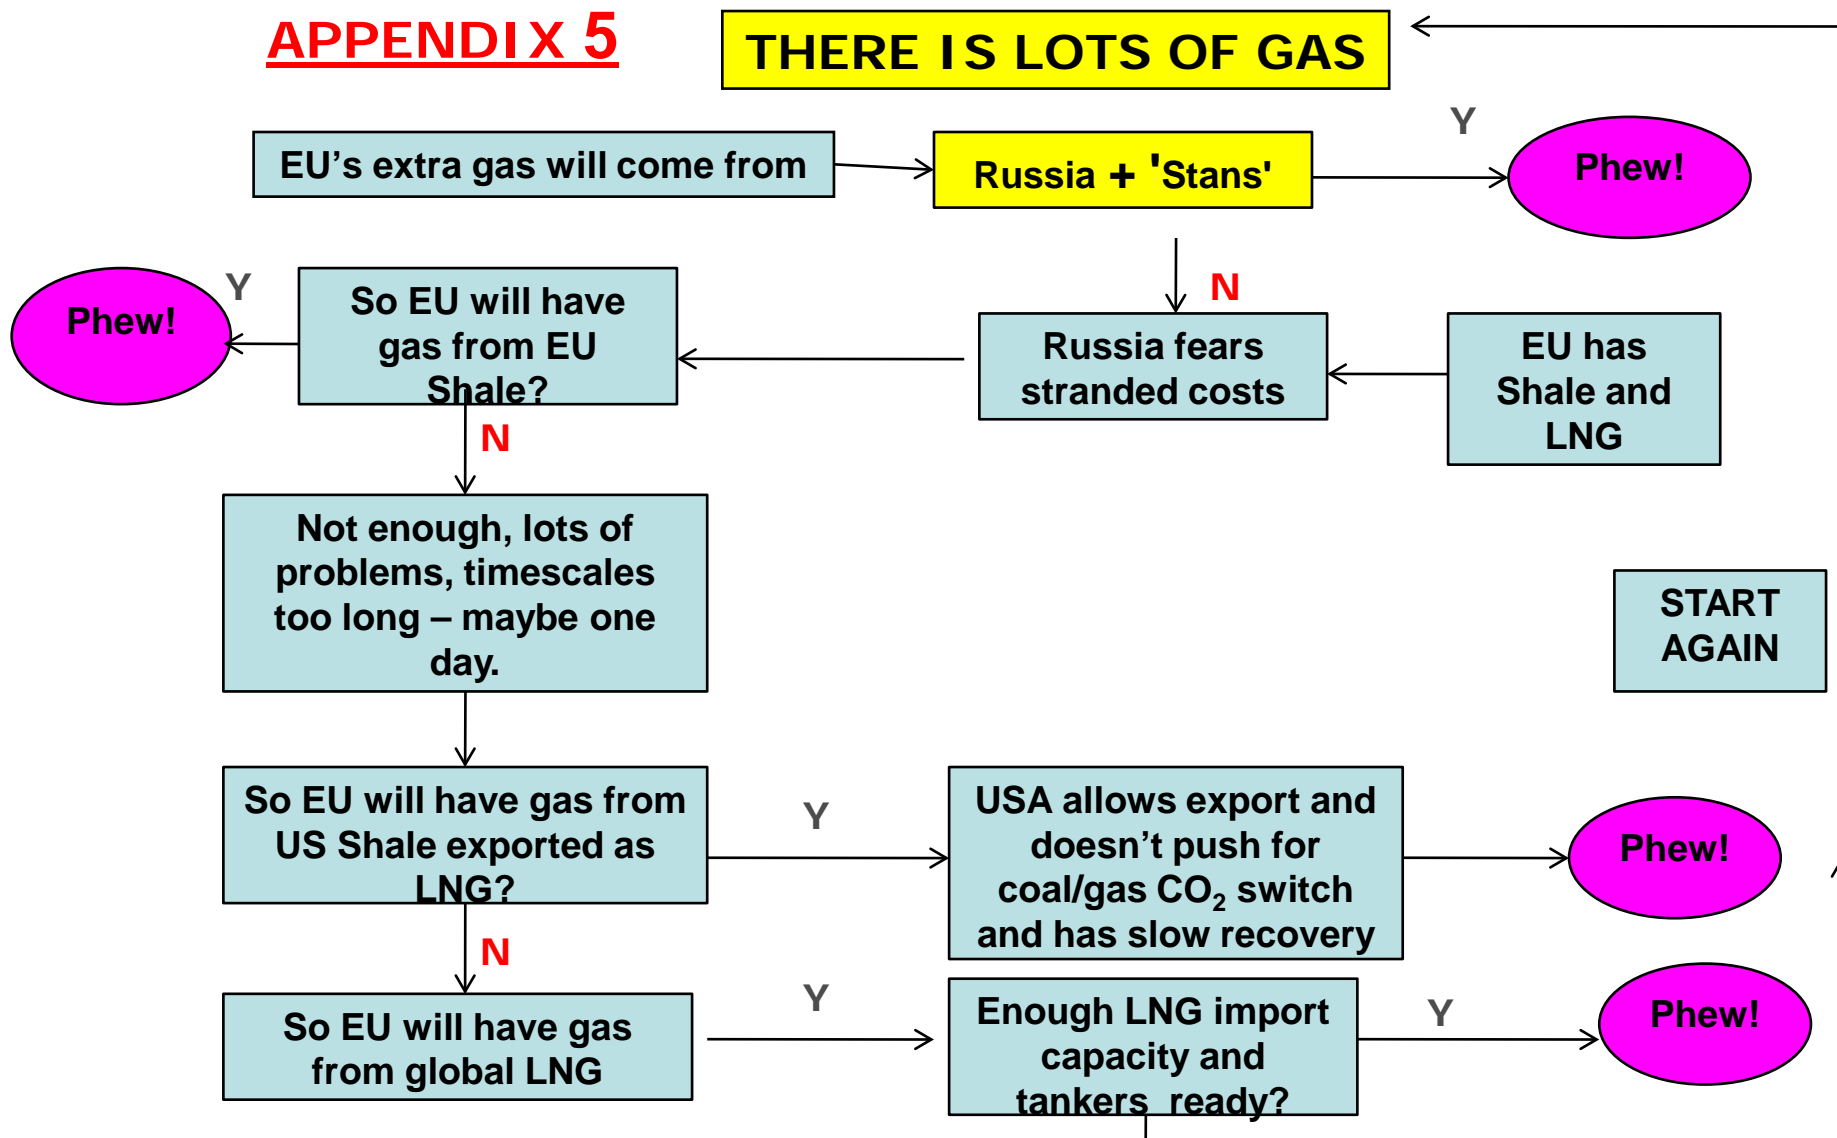 APPENDIX 5
THERE IS LOTS OF GAS
EU’s extra gas will come from
Russia + 'Stans'
Y
Phew!
N
Phew!
Y
So EU will have
gas from EU
Shale?
Russia fears
stranded costs
EU has
Shale and
LNG
N
Not enough, lots of
problems, timescales
too long – maybe one
day.
START
AGAIN
So EU will have gas from
US Shale exported as
LNG?
Y
USA allows export and
doesn’t push for
coal/gas CO₂ switch
and has slow recovery
Phew!
N
So EU will have gas
from global LNG
Y
Enough LNG import
capacity and
tankers ready?
Y
Phew!